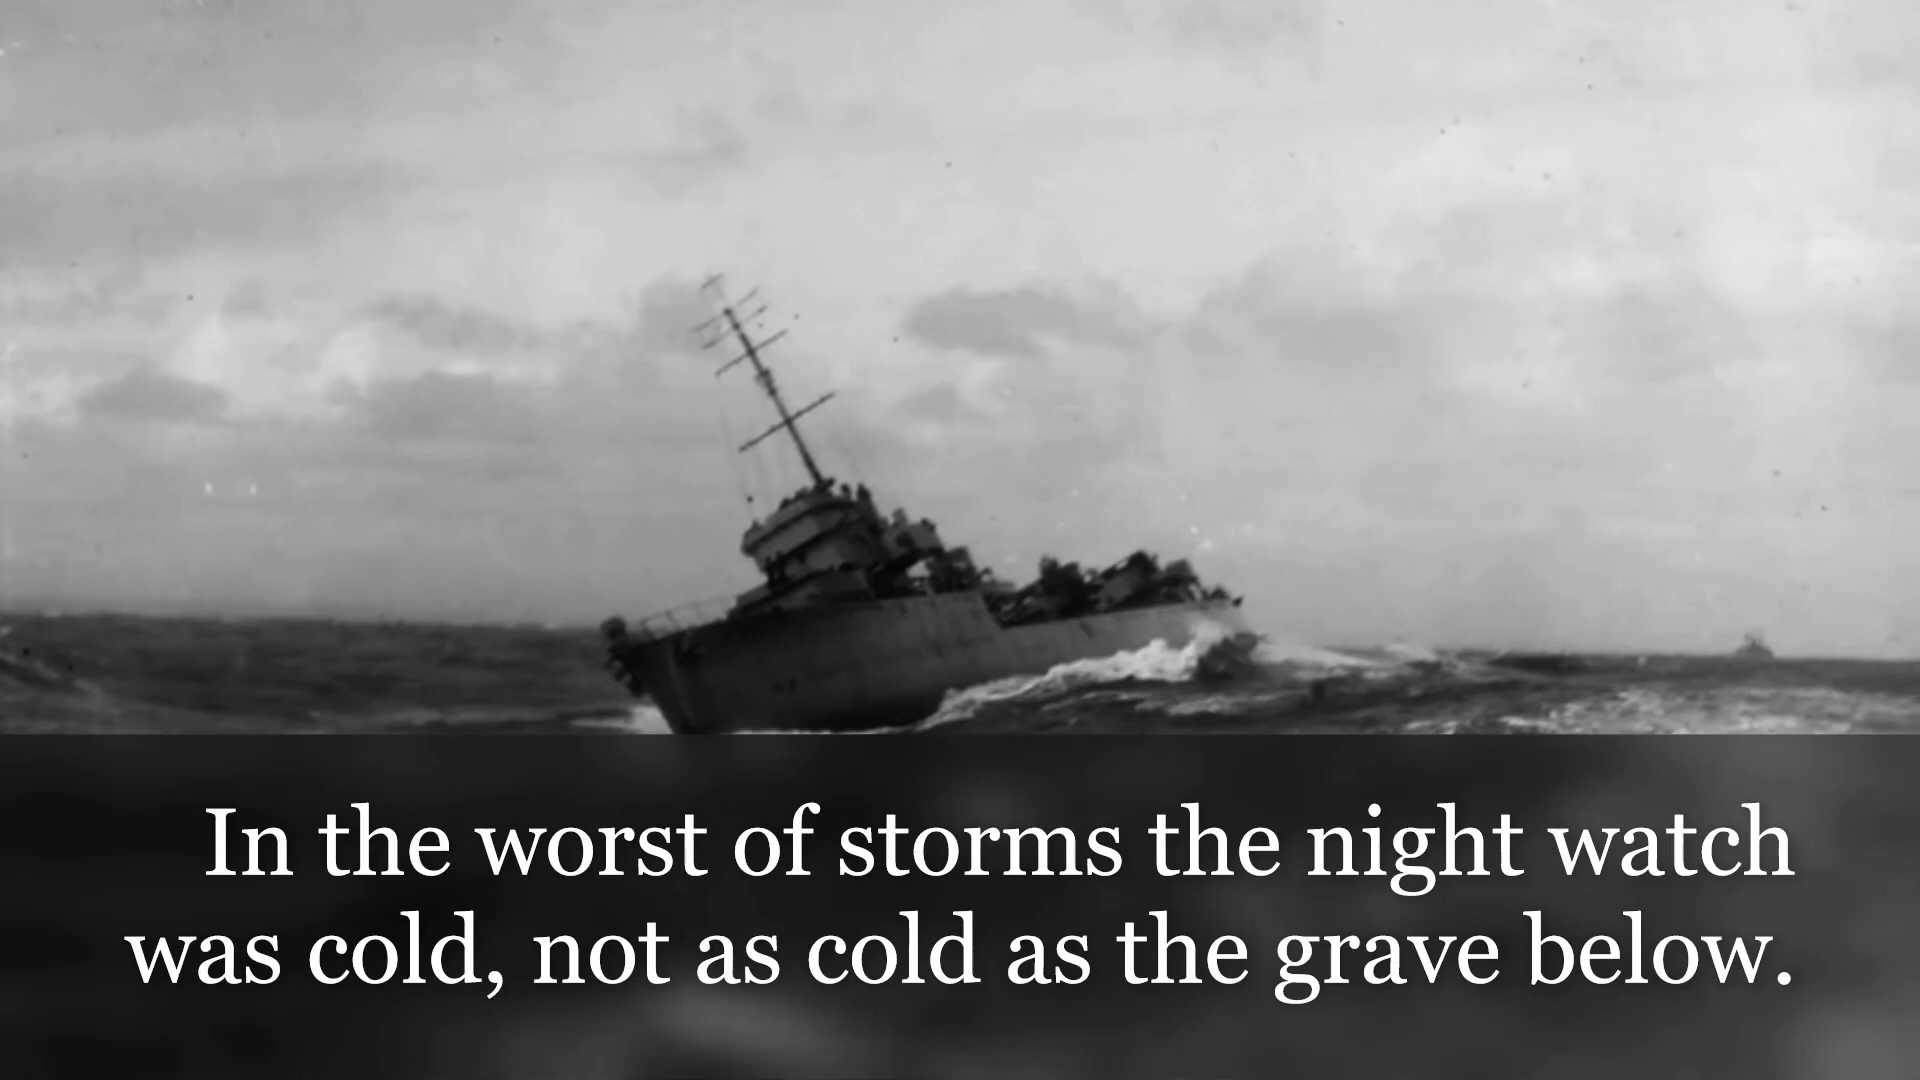 In the worst of storms the night watch
was cold, not as cold as the grave below.